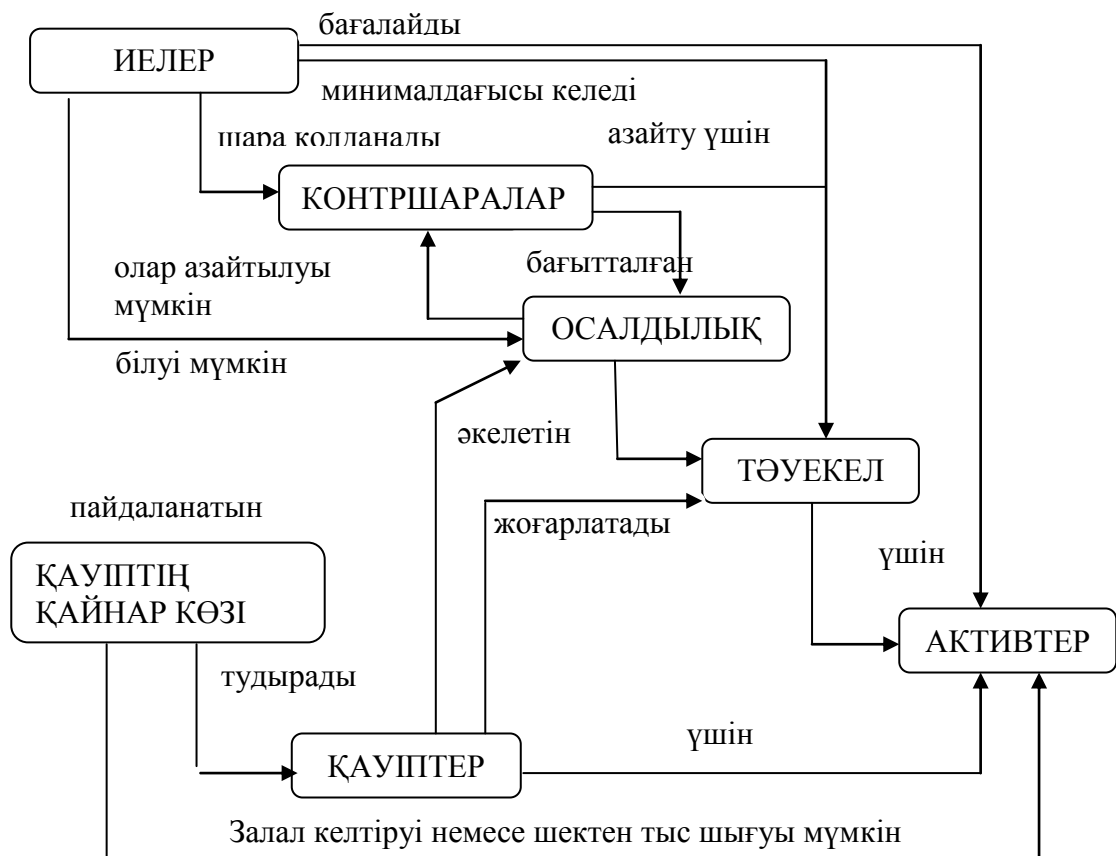 бағалайды
ИЕЛЕР
минималдағысы келеді
шара қолданады
азайту үшін
КОНТРШАРАЛАР
олар азайтылуы
мүмкін
бағытталған
ОСАЛДЫЛЫҚ
білуі мүмкін
әкелетін
ТӘУЕКЕЛ
пайдаланатын
жоғарлатады
үшін
ҚАУІПТІҢ
ҚАЙНАР КӨЗІ
АКТИВТЕР
тудырады
үшін
ҚАУІПТЕР
Залал келтіруі немесе шектен тыс шығуы мүмкін